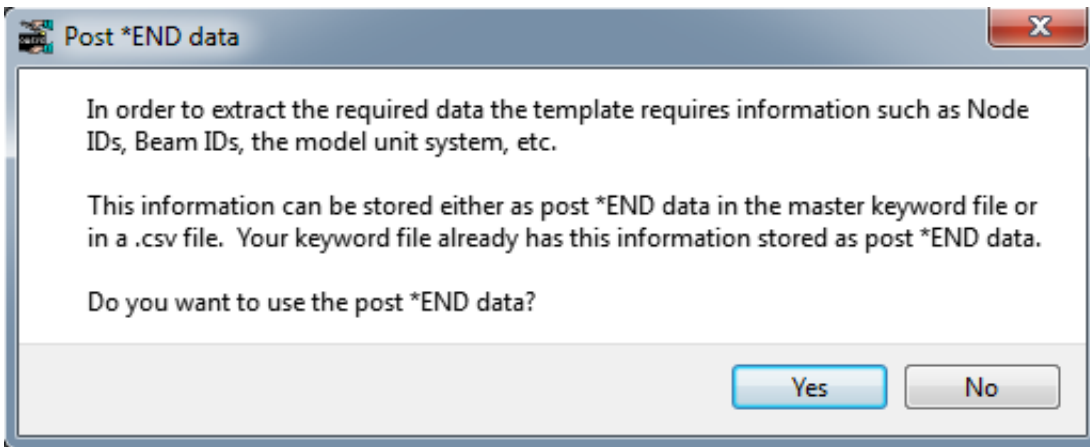 Post *END data
In order to extract the required data the template requires information such as Node
IDs, Beam IDs, the model unit system, etc.
This information can be stored either as post *END data in the master keyword file or
in a .csv file.  Your keyword file already has this information stored as post *END data.
Do you want to use the post *END data?
Yes
No